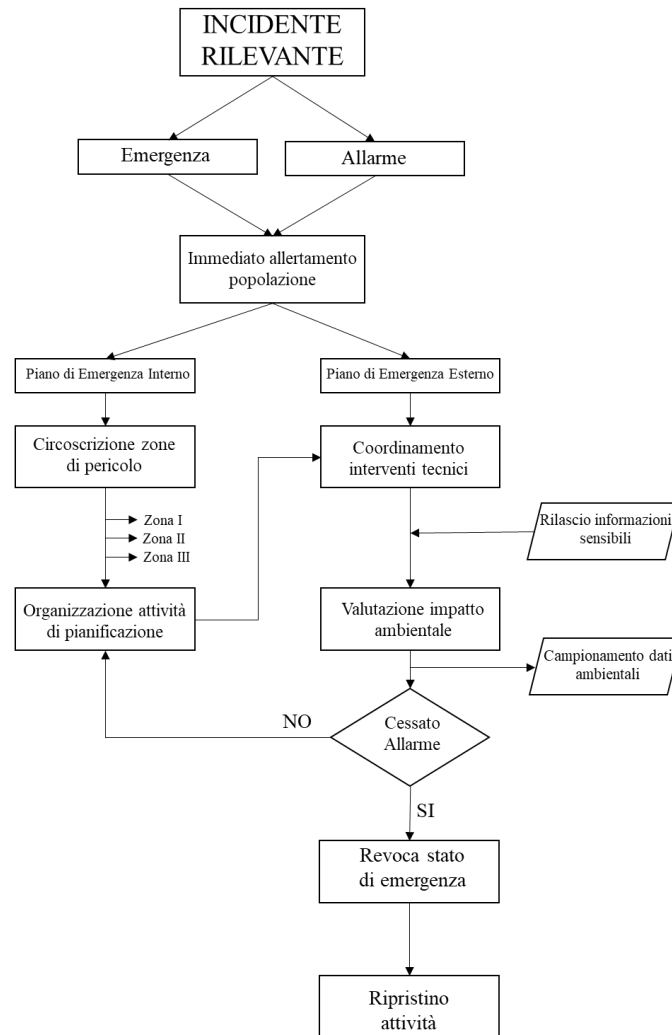 INCIDENTE
RILEVANTE
Emergenza
Allarme
Immediato allertamento
popolazione
Piano di Emergenza Interno
Piano di Emergenza Esterno
Circoscrizione zone
di pericolo
Coordinamento
interventi tecnici
Zona I
Zona II
Zona III
Rilascio informazioni
sensibili
Organizzazione attività
di pianificazione
Valutazione impatto
ambientale
Campionamento dati
ambientali
NO
Cessato
Allarme
SI
Revoca stato
di emergenza
Ripristino
attività